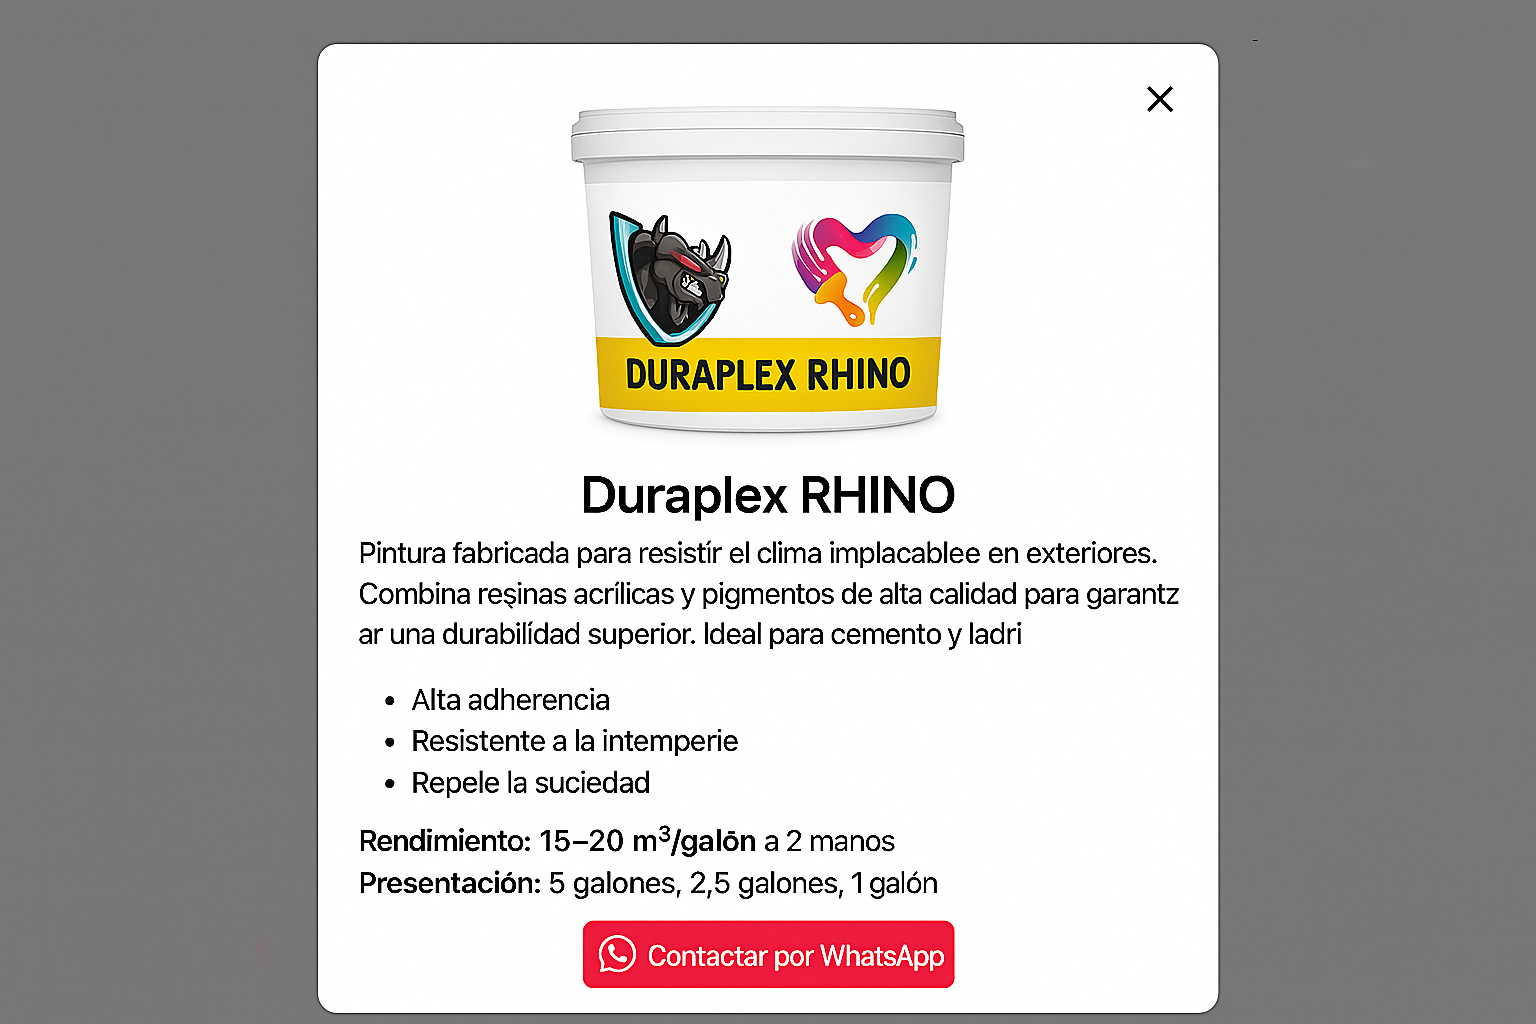 DURAPLEX RHINO
Duraplex RHINO
Pintura fabricada para resistír el clima implacablee en exteriores.
Combina reşinas acrílicas y pigmentos de alta calidad para garantz
ar una durabilídad superior. Ideal para cemento y ladri
• Alta adherencia
• Resistente a la intemperie
• Repele la suciedad
Rendimiento: 15–20 m³/galōn a 2 manos
Presentación: 5 galones, 2,5 galones, 1 galón
Contactar por WhatsApp